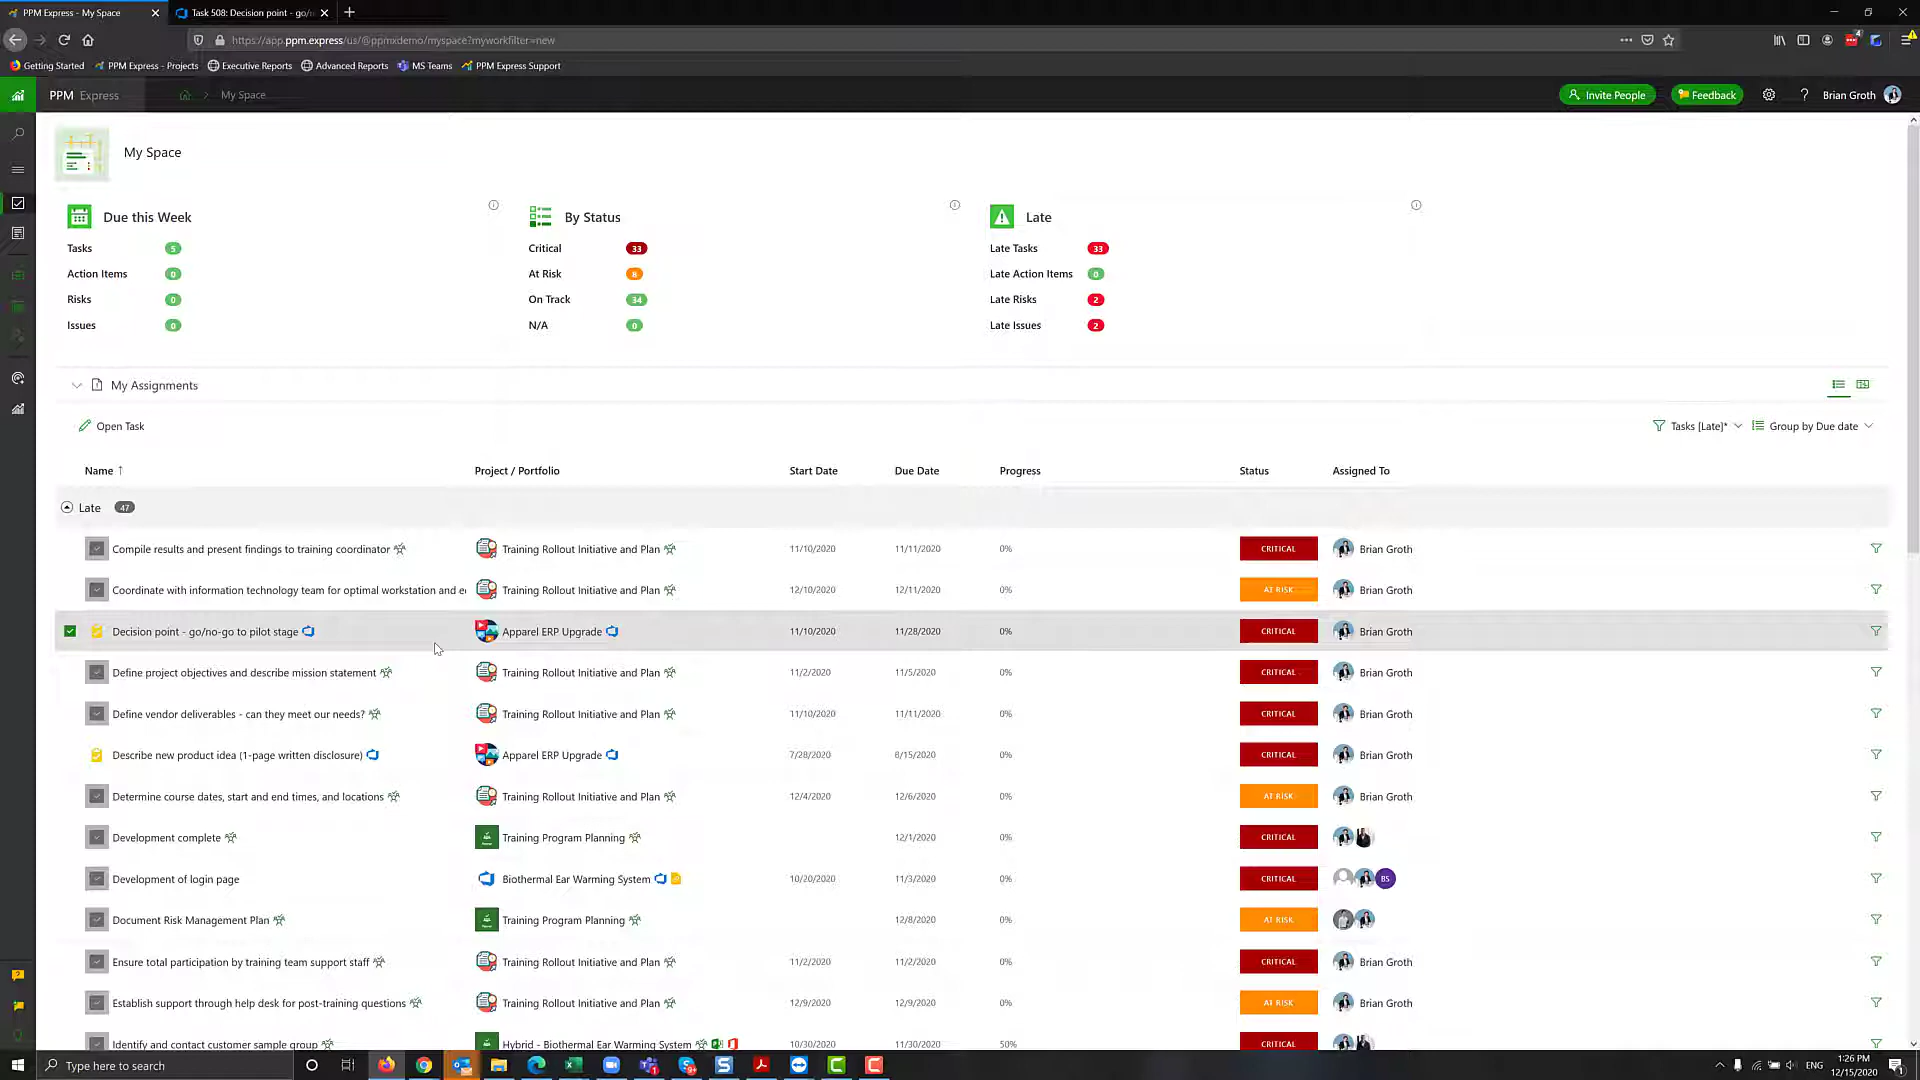 PPM Express - My Space
Task 508: Decision point - go/n
https://app.ppm.express/us/@ppmxdemo/myspace?myworkfilter=new
4
Getting Started
PPM Express - Projects
Executive Reports
Advanced Reports
MS Teams
PPM Express Support
PPM Express
My Space
Invite People
Feedback
?
Brian Groth
My Space
Due this Week
Tasks 5
Action Items 0
Risks 0
Issues 0
By Status
Critical 33
At Risk 8
On Track 34
N/A 0
Late
Late Tasks 33
Late Action Items 0
Late Risks 2
Late Issues 2
My Assignments
Open Task
Tasks [Late]*
Group by Due date
Name ↑ Project / Portfolio Start Date Due Date Progress Status Assigned To
Late 47
Compile results and present findings to training coordinator Training Rollout Initiative and Plan 11/10/2020 11/11/2020 0% CRITICAL Brian Groth
Coordinate with information technology team for optimal workstation and e Training Rollout Initiative and Plan 12/10/2020 12/11/2020 0% AT RISK Brian Groth
Decision point - go/no-go to pilot stage Apparel ERP Upgrade 11/10/2020 11/28/2020 0% CRITICAL Brian Groth
Define project objectives and describe mission statement Training Rollout Initiative and Plan 11/2/2020 11/5/2020 0% CRITICAL Brian Groth
Define vendor deliverables - can they meet our needs? Training Rollout Initiative and Plan 11/10/2020 11/11/2020 0% CRITICAL Brian Groth
Describe new product idea (1-page written disclosure) Apparel ERP Upgrade 7/28/2020 8/15/2020 0% CRITICAL Brian Groth
Determine course dates, start and end times, and locations Training Rollout Initiative and Plan 12/4/2020 12/6/2020 0% AT RISK Brian Groth
Development complete Training Program Planning 12/1/2020 0% CRITICAL
Development of login page Biothermal Ear Warming System 10/20/2020 11/3/2020 0% CRITICAL BS
Document Risk Management Plan Training Program Planning 12/8/2020 0% AT RISK
Ensure total participation by training team support staff Training Rollout Initiative and Plan 11/2/2020 11/2/2020 0% CRITICAL Brian Groth
Establish support through help desk for post-training questions Training Rollout Initiative and Plan 12/9/2020 12/9/2020 0% AT RISK Brian Groth
Identify and contact customer sample group Hybrid - Biothermal Ear Warming System 10/30/2020 11/30/2020 50% CRITICAL
Type here to search
ENG
1:26 PM
12/15/2020